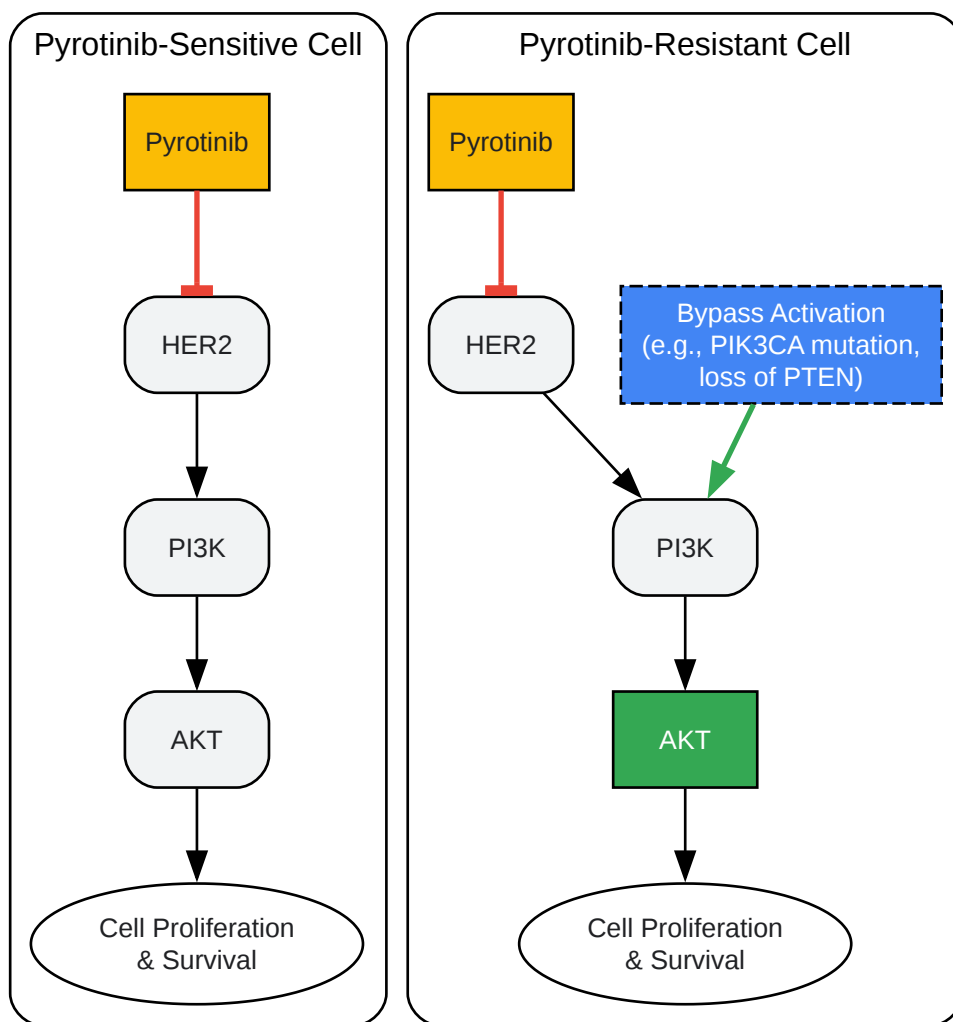 Pyrotinib-Sensitive Cell
Pyrotinib
HER2
PI3K
AKT
Cell Proliferation
& Survival
Pyrotinib-Resistant Cell
Pyrotinib
HER2
Bypass Activation
(e.g., PIK3CA mutation,
loss of PTEN)
PI3K
AKT
Cell Proliferation
& Survival